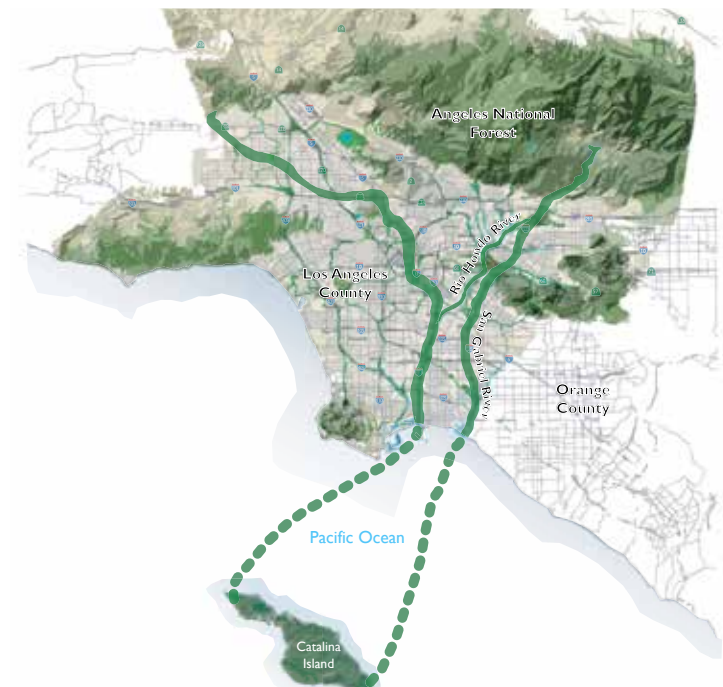 Angeles National
Forest
Rio Hondo River
Los Angeles
County
San Gabriel River
Orange
County
Pacific Ocean
Catalina
Island